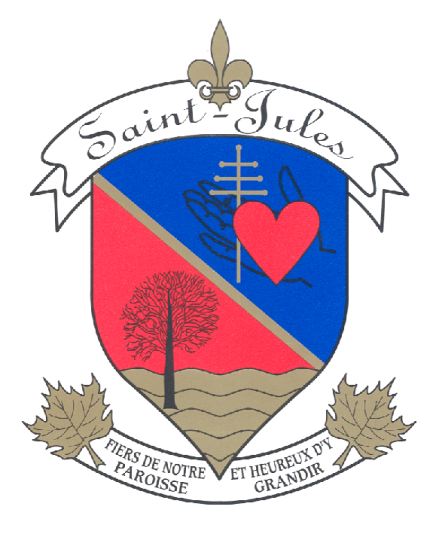 Saint-Jules
FIERS DE NOTRE
PAROISSE
ET HEUREUX D'Y
GRANDIR